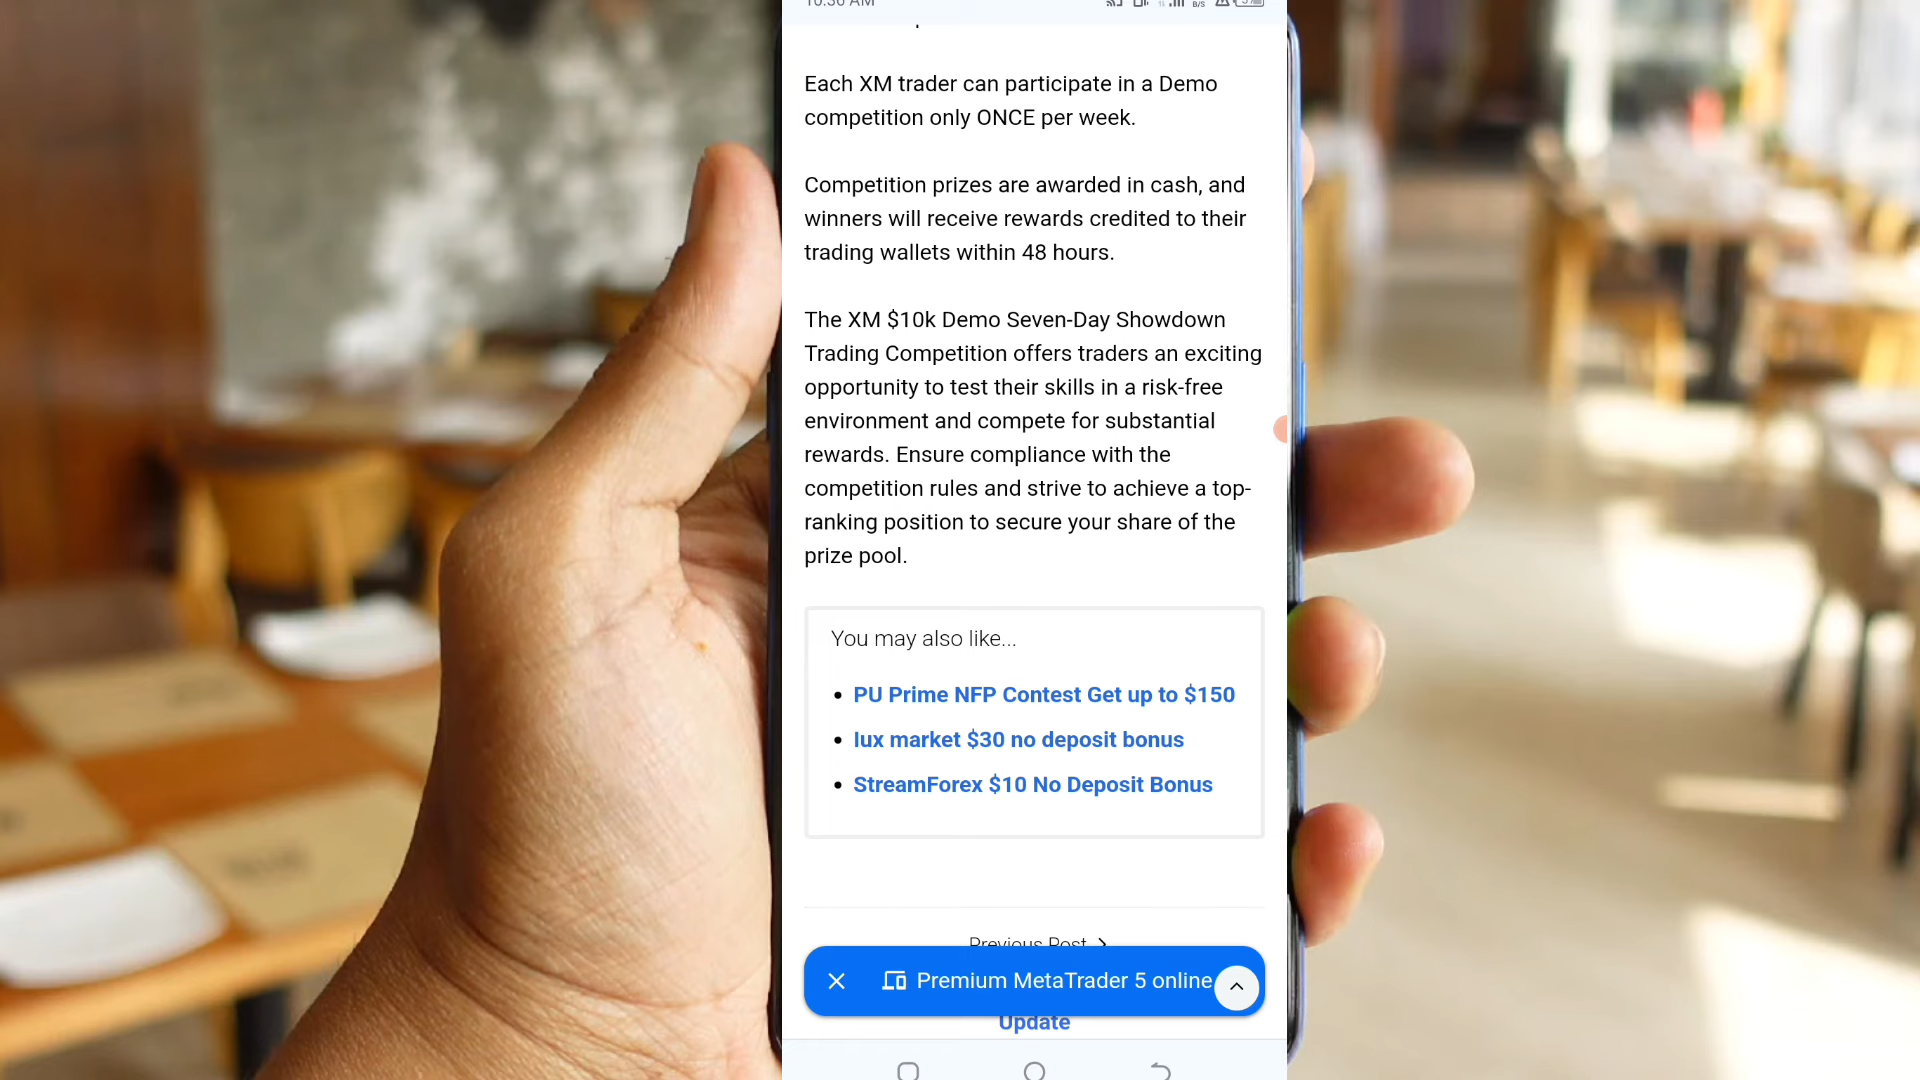 10:36 AM
B/S
Each XM trader can participate in a Demo
competition only ONCE per week.
Competition prizes are awarded in cash, and
winners will receive rewards credited to their
trading wallets within 48 hours.
The XM $10k Demo Seven-Day Showdown
Trading Competition offers traders an exciting
opportunity to test their skills in a risk-free
environment and compete for substantial
rewards. Ensure compliance with the
competition rules and strive to achieve a top-
ranking position to secure your share of the
prize pool.
You may also like...
• PU Prime NFP Contest Get up to $150
• Iux market $30 no deposit bonus
• StreamForex $10 No Deposit Bonus
Previous Post
Premium MetaTrader 5 online
Update